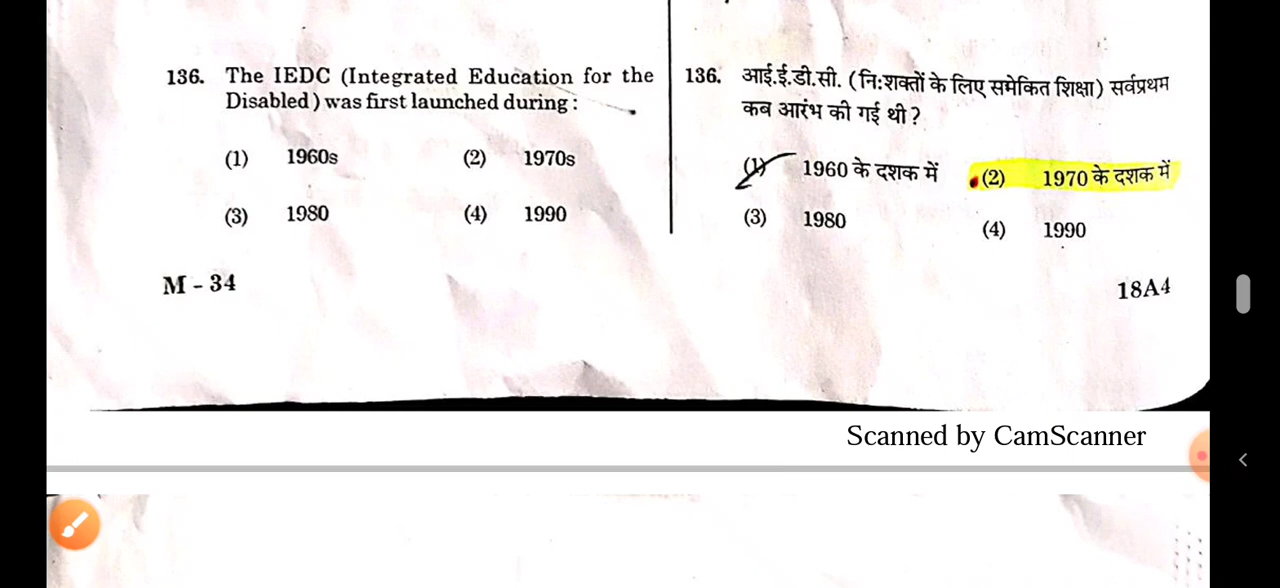 136. The IEDC (Integrated Education for the
Disabled) was first launched during :
(1) 1960s (2) 1970s
(3) 1980 (4) 1990
M - 34
136. आई.ई.डी.सी. (नि:शक्तों के लिए समेकित शिक्षा) सर्वप्रथम
कब आरंभ की गई थी ?
(1) 1960 के दशक में (2) 1970 के दशक में
(3) 1980 (4) 1990
18A4
Scanned by CamScanner